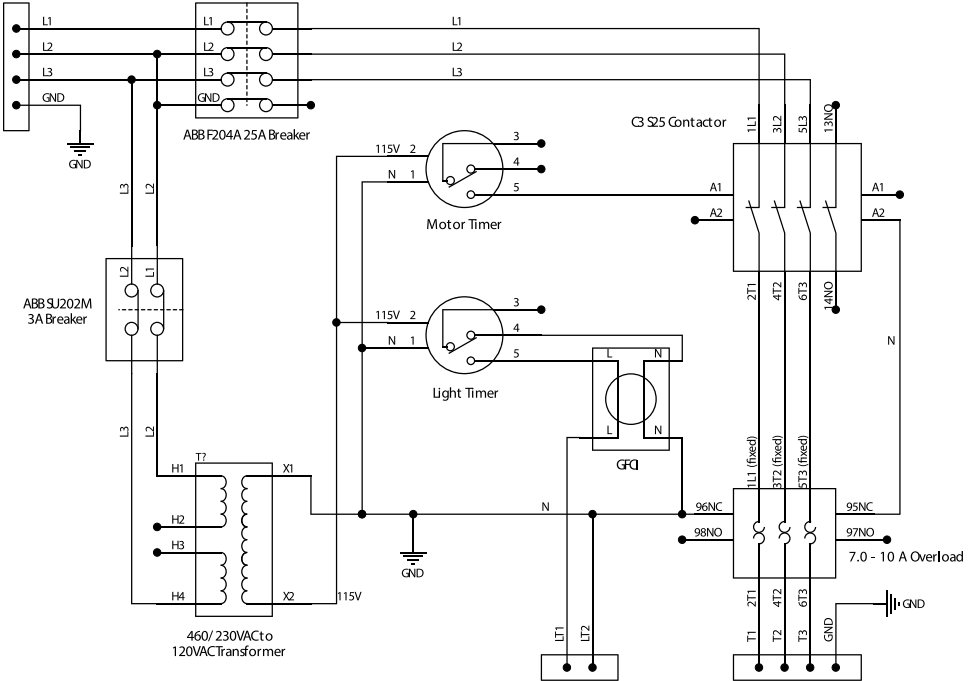 L1
L2
L3
GND
GND
L1
L2
L3
GND
ABB F204A 25A Breaker
L1
L2
L3
C3 S25 Contactor
1L1
3L2
5L3
13NO
A1
A2
A1
A2
2T1
4T2
6T3
14NO
115V 2
N 1
3
4
5
Motor Timer
L3
L2
L2
L1
ABB SU202M
3A Breaker
L3
L2
115V 2
N 1
3
4
5
Light Timer
L
N
L
N
GFCI
N
T?
H1
H2
H3
H4
X1
X2
115V
460/ 230VAC to
120VAC Transformer
N
GND
1L1 (fixed)
3T2 (fixed)
5T3 (fixed)
96NC
98NO
95NC
97NO
7.0 - 10 A Overload
2T1
4T2
6T3
GND
LT1
LT2
T1
T2
T3
GND